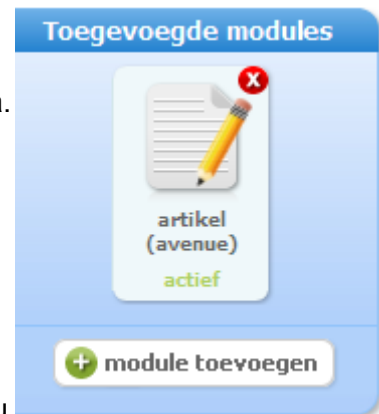 Toegevoegde modules
artikel
(avenue)
actief
module toevoegen